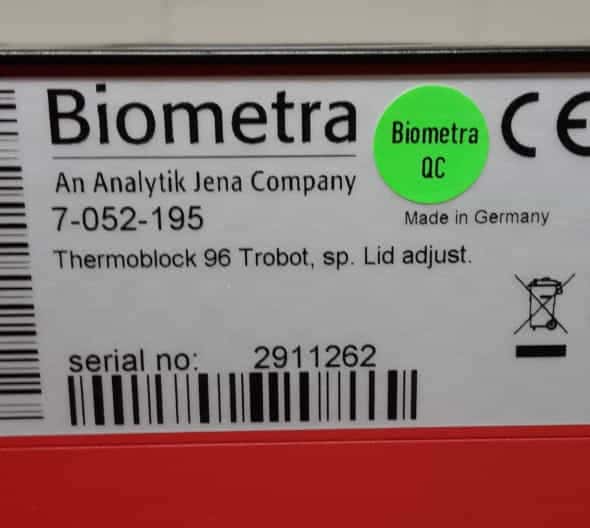 Biometra
An Analytik Jena Company
7-052-195
Thermoblock 96 Trobot, sp. Lid adjust.
Biometra
QC
CE
Made in Germany
serial no: 2911262